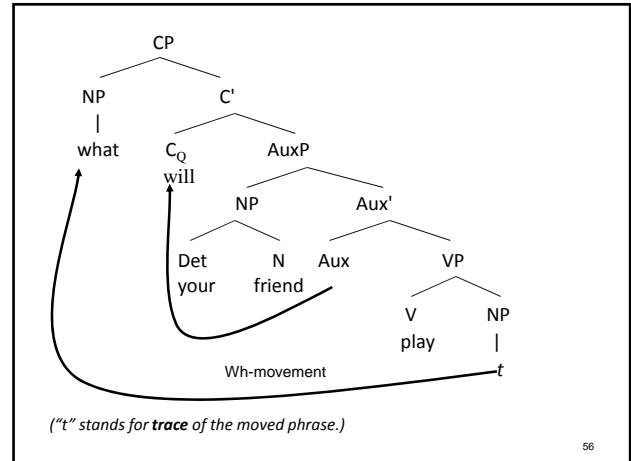 CP
NP C'
|
what C_Q AuxP
will
NP Aux'
Det N Aux VP
your friend
V NP
play |
Wh-movement t
("t" stands for trace of the moved phrase.)
56